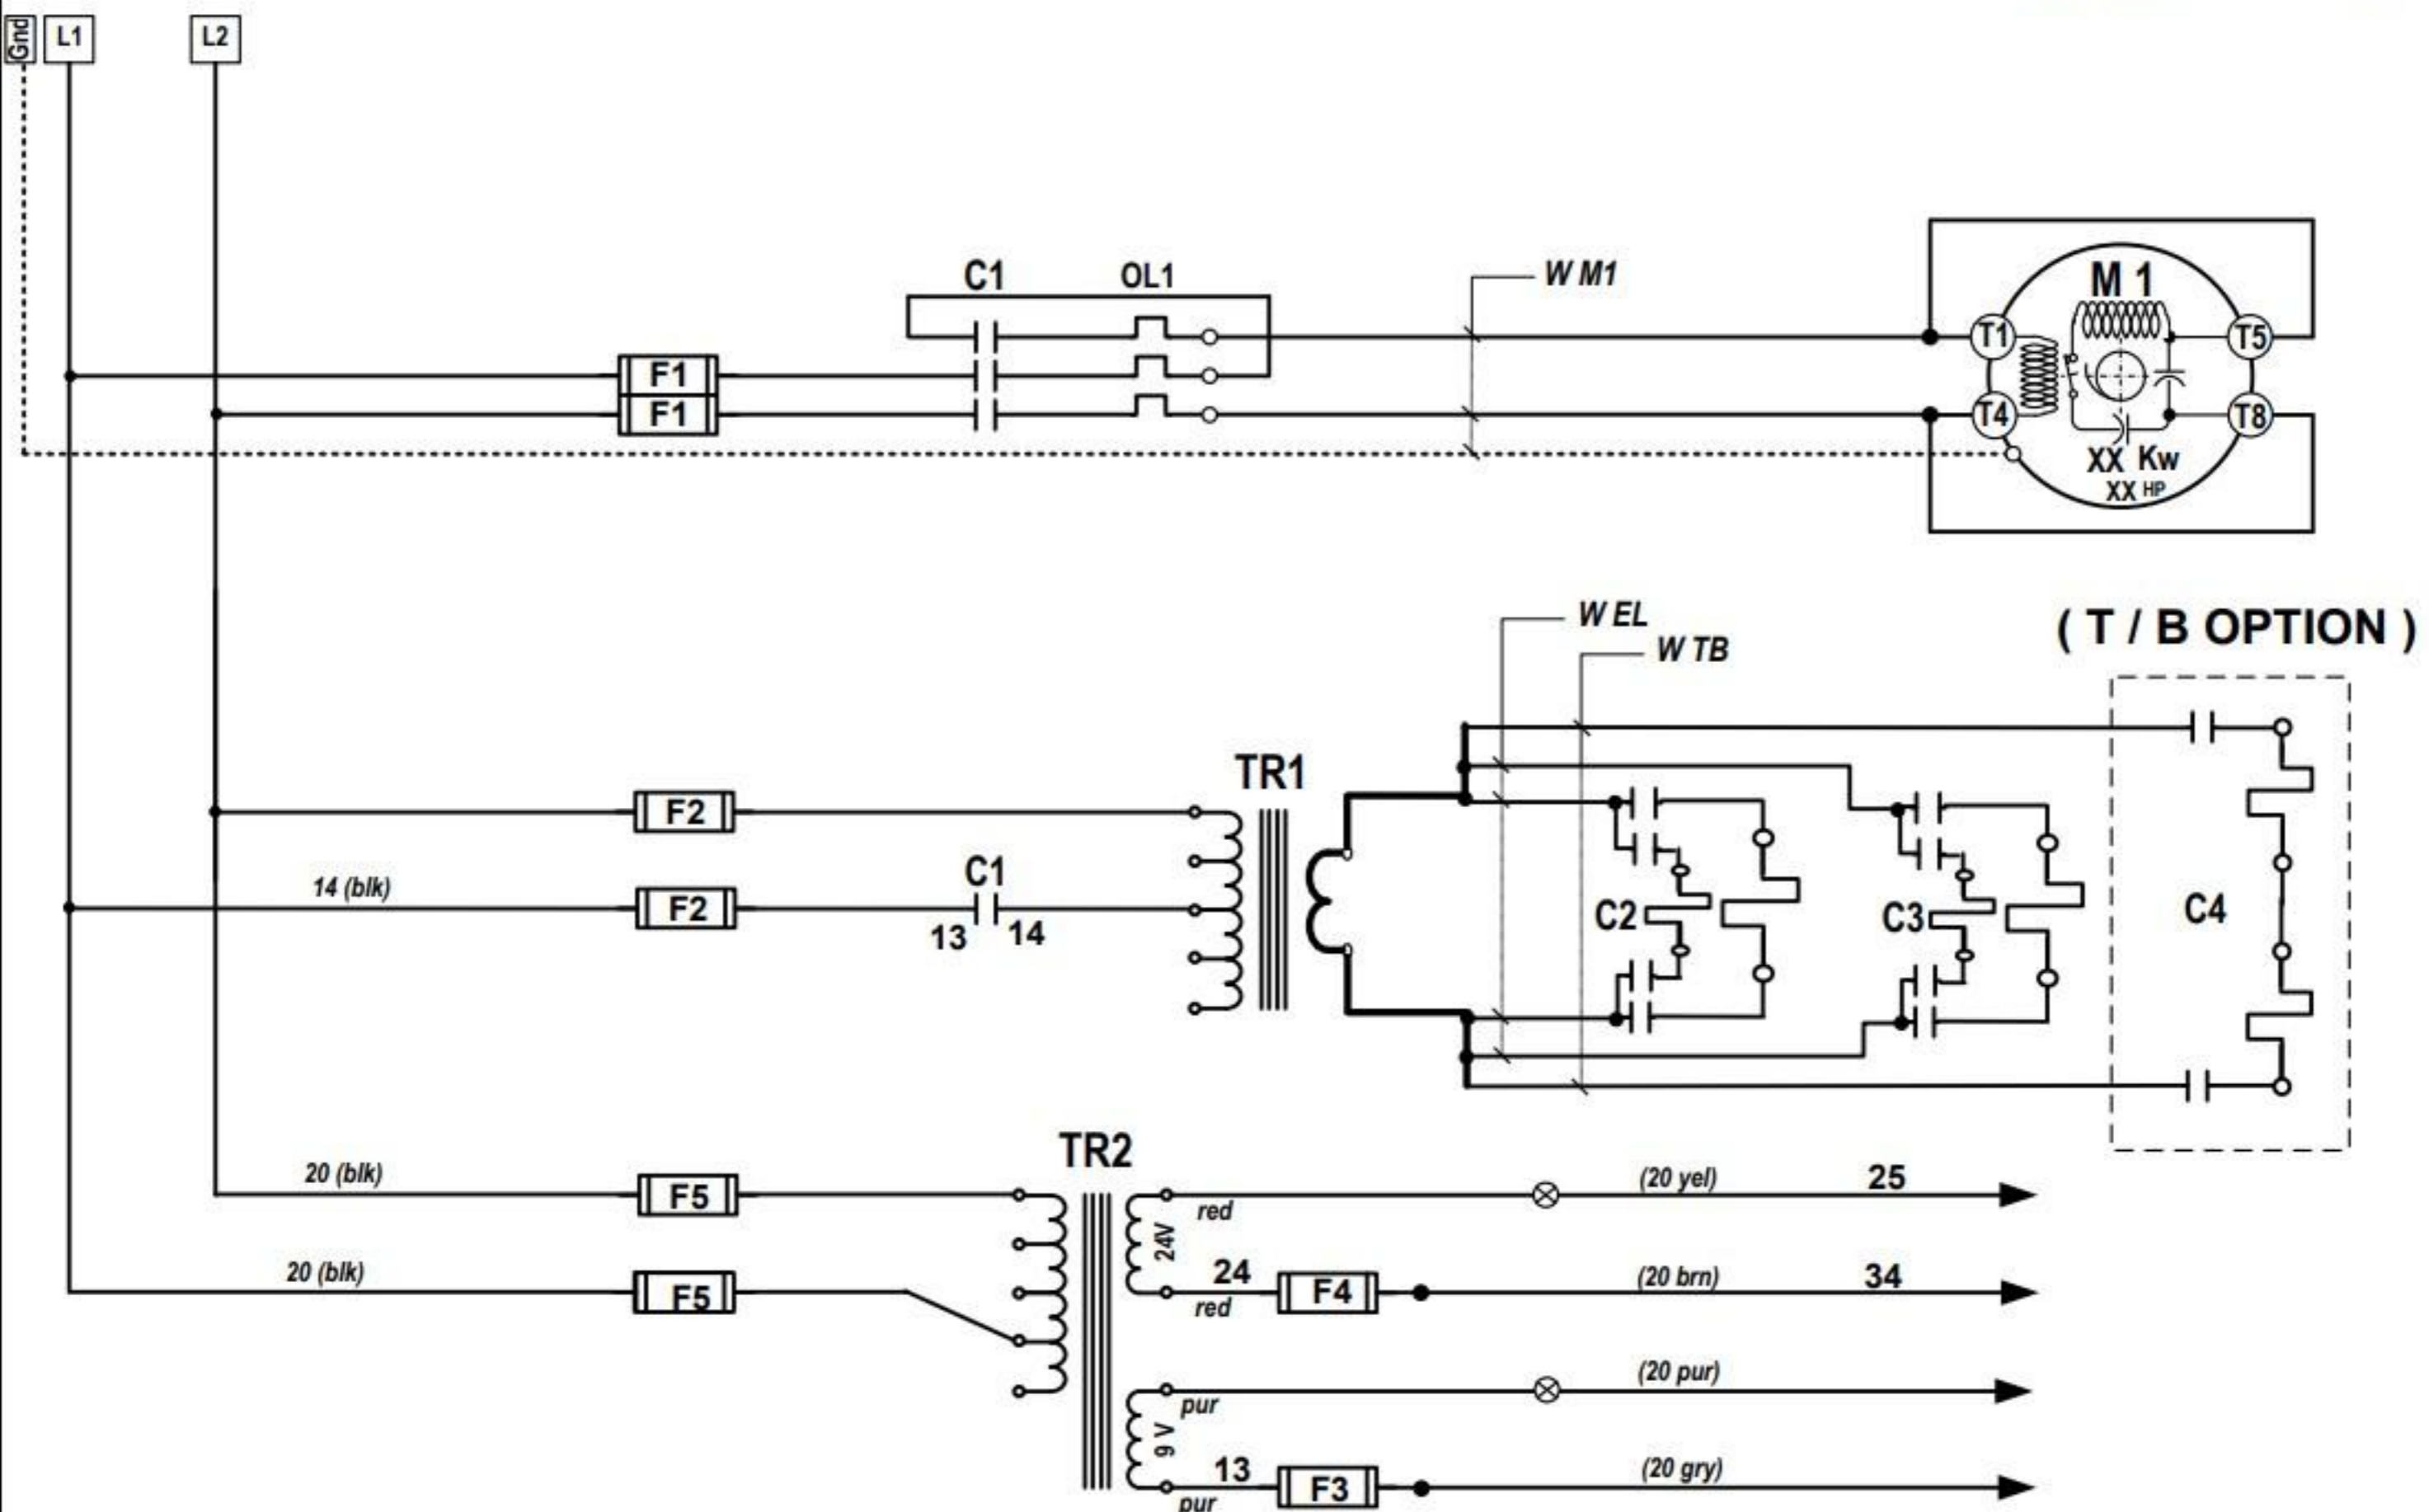 Gnd L1 L2
C1 OL1 W M1
M 1
T1 T5
F1
F1
T4 T8
XX Kw
XX HP
W EL
W TB
( T / B OPTION )
TR1
F2
C1
14 (blk) F2
13 14
C2 C3 C4
TR2
20 (blk) F5 red 24V (20 yel) 25
20 (blk) F5 24 red F4 (20 brn) 34
pur 9 V (20 pur)
13 pur F3 (20 gry)